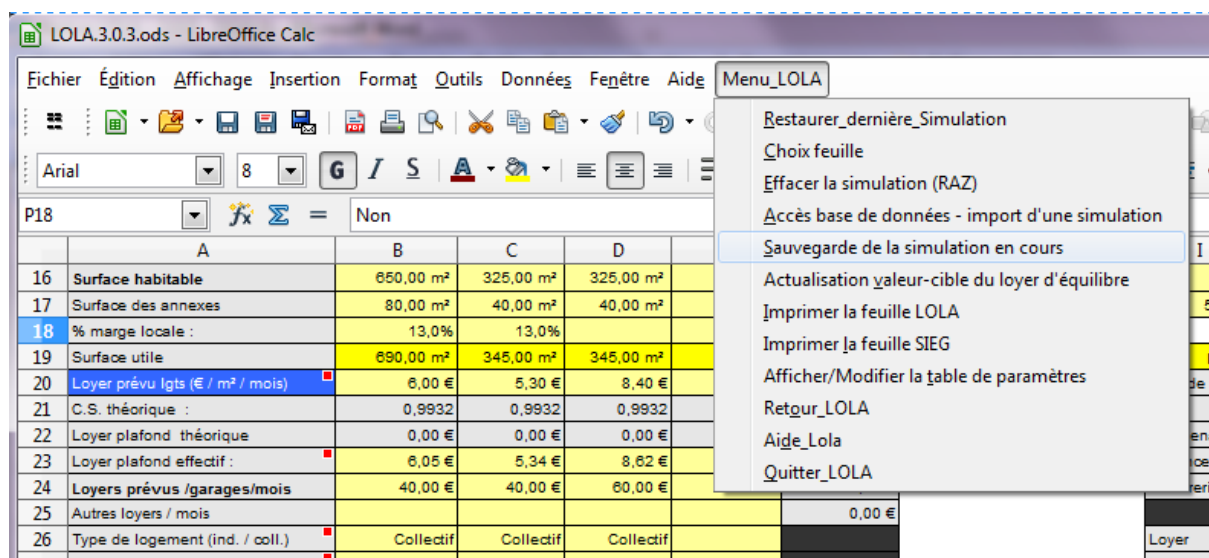 LOLA.3.0.3.ods - LibreOffice Calc
Fichier Édition Affichage Insertion Format Outils Données Fenêtre Aide Menu_LOLA
Restaurer_dernière_Simulation
Choix feuille
Effacer la simulation (RAZ)
Accès base de données - import d'une simulation
Sauvegarde de la simulation en cours
Actualisation valeur-cible du loyer d'équilibre
Imprimer la feuille LOLA
Imprimer la feuille SIEG
Afficher/Modifier la table de paramètres
Retour_LOLA
Aide_Lola
Quitter_LOLA
PDF
Arial 8 G I S A
P18 fx Σ = Non
A B C D I
16 Surface habitable 650,00 m² 325,00 m² 325,00 m²
17 Surface des annexes 80,00 m² 40,00 m² 40,00 m²
18 % marge locale : 13,0% 13,0%
19 Surface utile 690,00 m² 345,00 m² 345,00 m²
20 Loyer prévu lgts (€ / m² / mois) 6,00 € 5,30 € 8,40 €
21 C.S. théorique : 0,9932 0,9932 0,9932
22 Loyer plafond théorique 0,00 € 0,00 € 0,00 €
23 Loyer plafond effectif : 6,05 € 5,34 € 8,62 €
24 Loyers prévus /garages/mois 40,00 € 40,00 € 60,00 €
25 Autres loyers / mois 0,00 €
26 Type de logement (ind. / coll.) Collectif Collectif Collectif Loyer